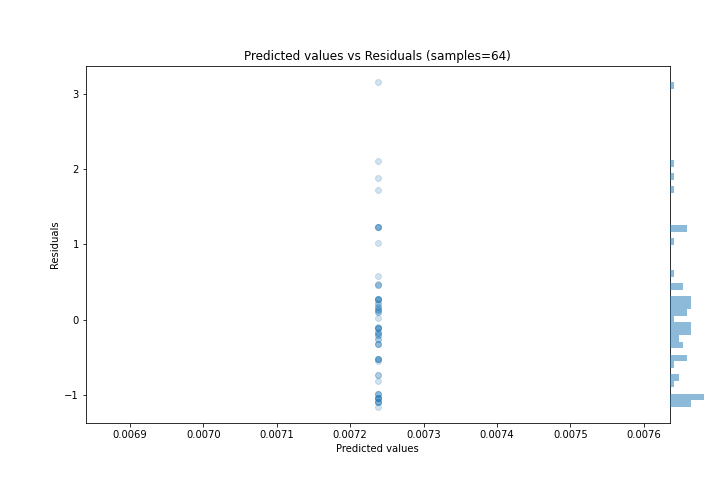 Predicted values vs Residuals (samples=64)
3
2
1
0
−1
Residuals
0.0069 0.0070 0.0071 0.0072 0.0073 0.0074 0.0075 0.0076
Predicted values